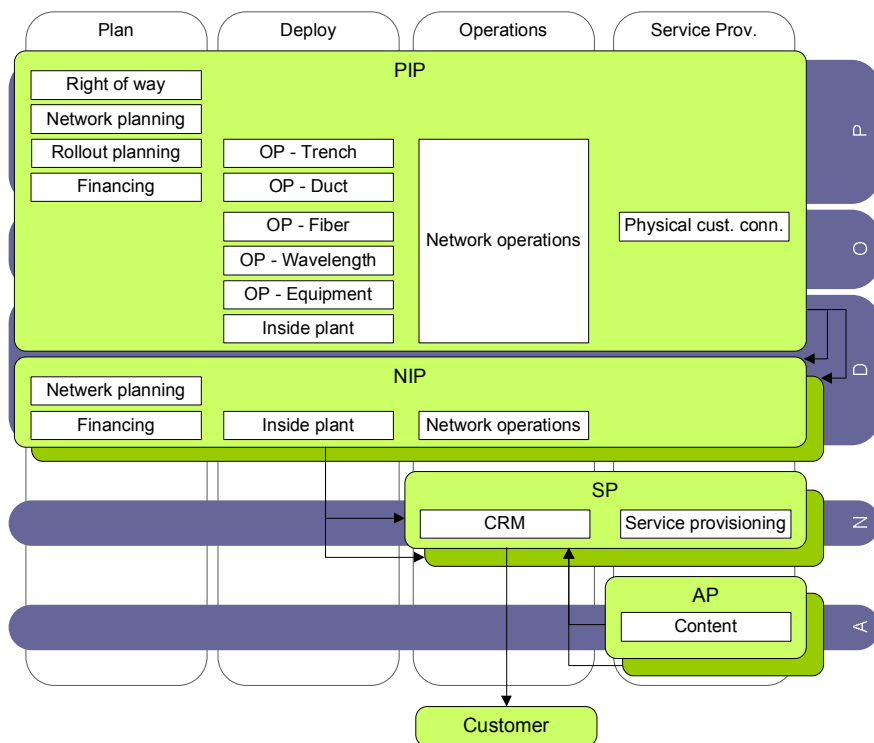 Plan Deploy Operations Service Prov.
PIP
Right of way
Network planning
P
Rollout planning OP - Trench
Financing OP - Duct
OP - Fiber Physical cust. conn.
Network operations
O
OP - Wavelength
OP - Equipment
Inside plant
NIP
D
Netwerk planning
Financing Inside plant Network operations
SP
CRM Service provisioning
N
AP
Content
A
Customer